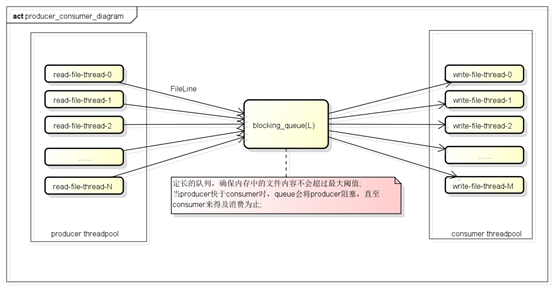 act producer_consumer_diagram
read-file-thread-0
read-file-thread-1
read-file-thread-2
……
read-file-thread-N
producer threadpool
FileLine
blocking_queue(L)
定长的队列，确保内存中的文件内容不会超过最大阈值;
当producer快于consumer时，queue会将producer阻塞，直至
consumer来得及消费为止;
write-file-thread-0
write-file-thread-1
write-file-thread-2
……
write-file-thread-M
consumer threadpool